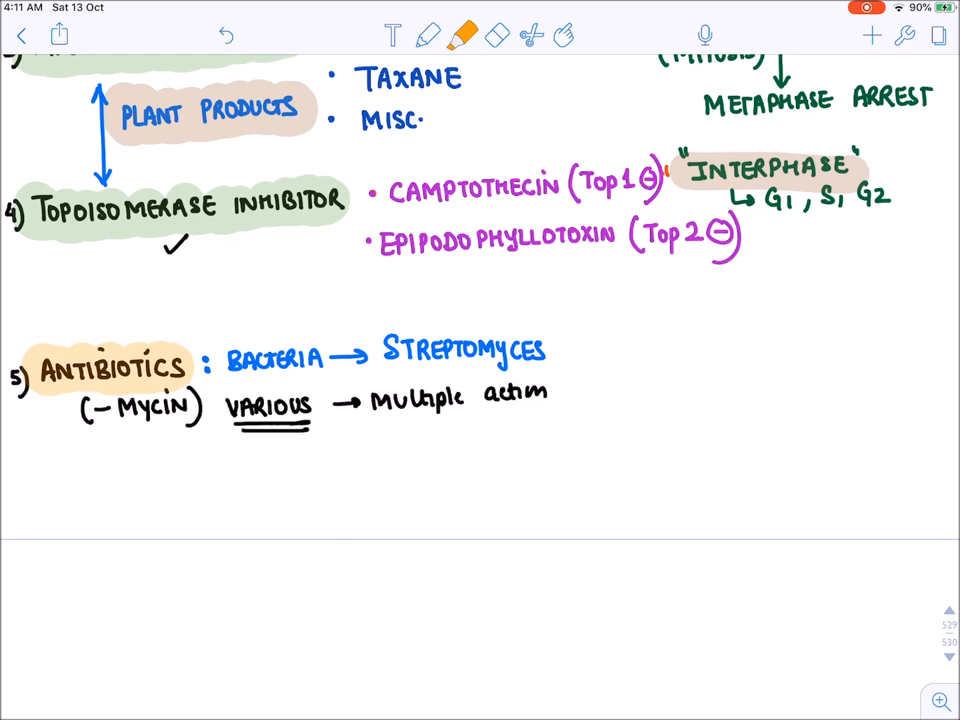 4:11 AM Sat 13 Oct
90%
• TAXANE
(MITOSIS)
METAPHASE ARREST
PLANT PRODUCTS
• MISC.
4) TOPOISOMERASE INHIBITOR
• CAMPTOTHECIN (Top 1 ⊖)
"INTERPHASE"
↳ G1, S, G2
• EPIPODOPHYLLOTOXIN (Top 2 ⊖)
5) ANTIBIOTICS : BACTERIA → STREPTOMYCES
(- MYCIN) VARIOUS → Multiple action
529
530